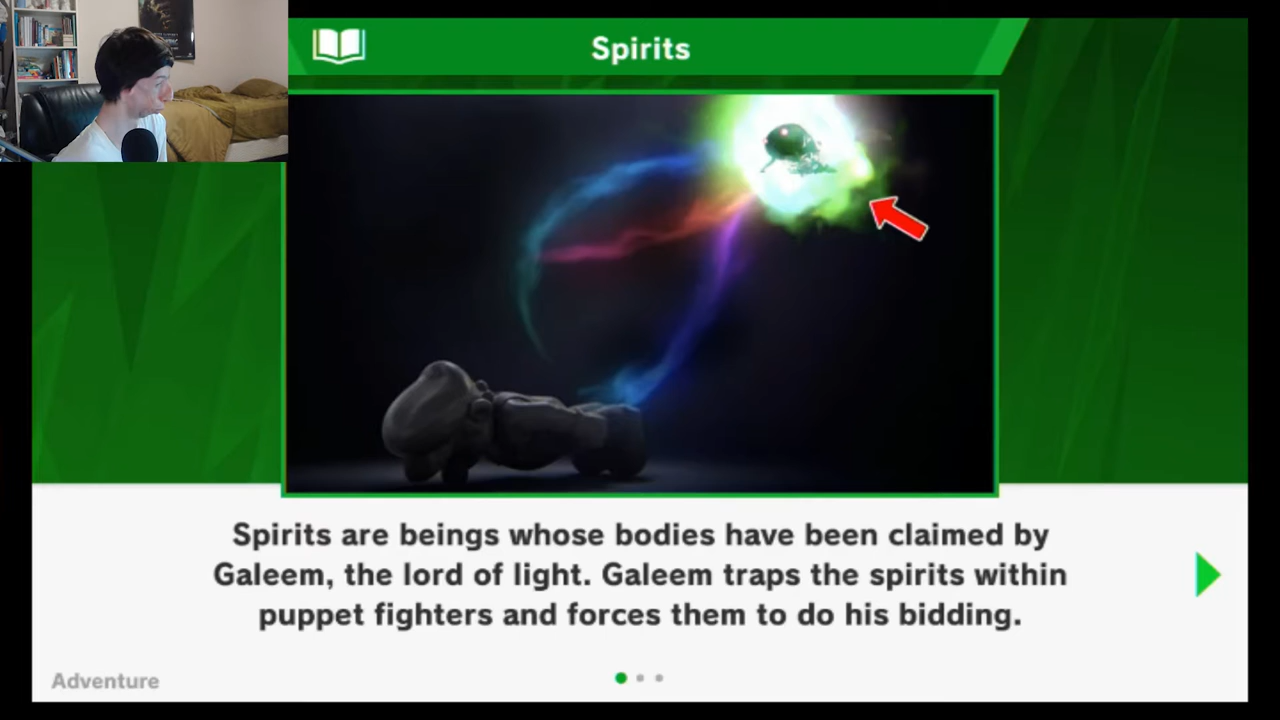 Spirits
Spirits are beings whose bodies have been claimed by
Galeem, the lord of light. Galeem traps the spirits within
puppet fighters and forces them to do his bidding.
Adventure